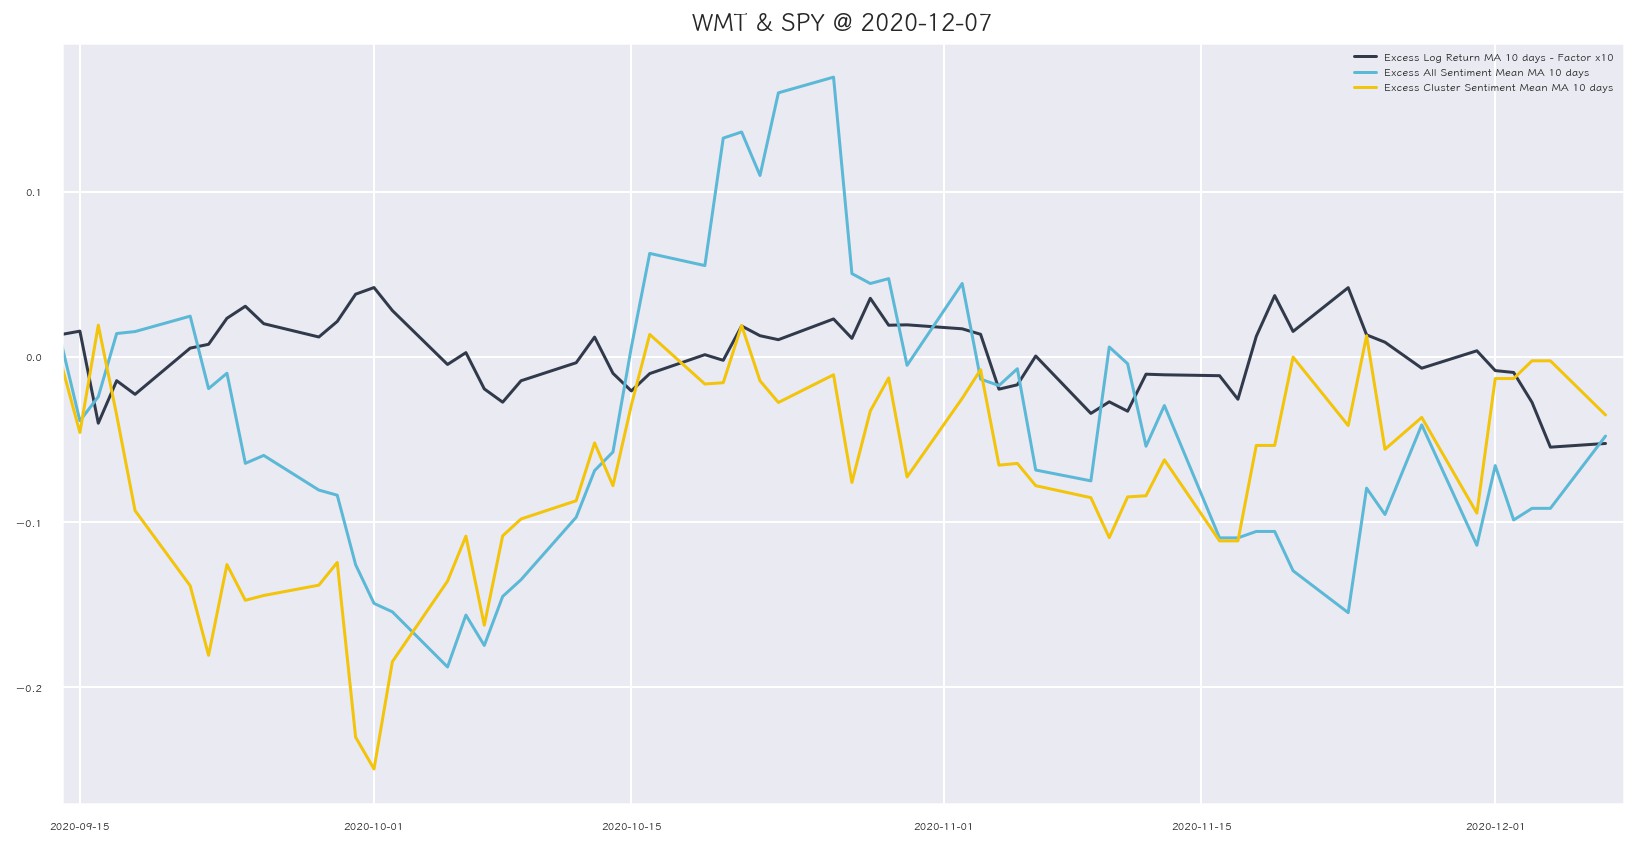 WMT & SPY @ 2020-12-07
Excess Log Return MA 10 days - Factor x10
Excess All Sentiment Mean MA 10 days
Excess Cluster Sentiment Mean MA 10 days
0.1
0.0
−0.1
−0.2
2020-09-15
2020-10-01
2020-10-15
2020-11-01
2020-11-15
2020-12-01